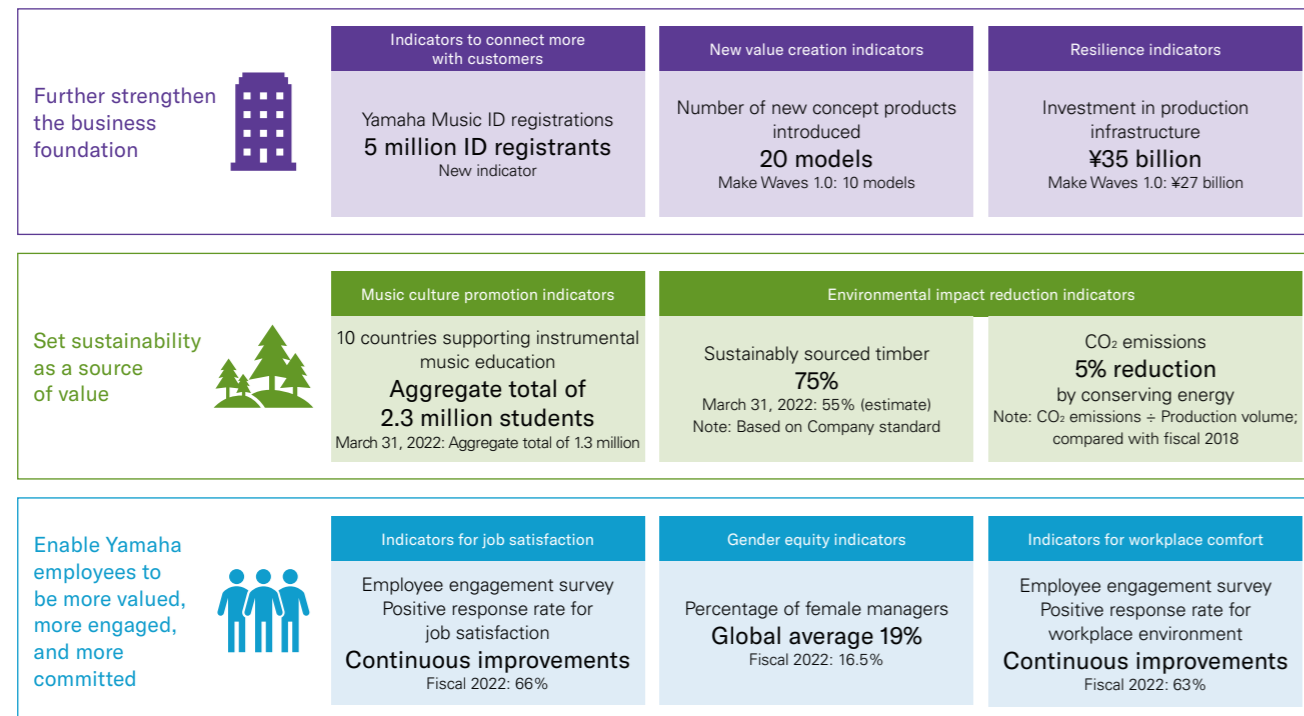 Further strengthen
the business
foundation
Indicators to connect more
with customers
Yamaha Music ID registrations
5 million ID registrants
New indicator
New value creation indicators
Number of new concept products
introduced
20 models
Make Waves 1.0: 10 models
Resilience indicators
Investment in production
infrastructure
¥35 billion
Make Waves 1.0: ¥27 billion
Set sustainability
as a source
of value
Music culture promotion indicators
10 countries supporting instrumental
music education
Aggregate total of
2.3 million students
March 31, 2022: Aggregate total of 1.3 million
Environmental impact reduction indicators
Sustainably sourced timber
75%
March 31, 2022: 55% (estimate)
Note: Based on Company standard
CO₂ emissions
5% reduction
by conserving energy
Note: CO₂ emissions ÷ Production volume;
compared with fiscal 2018
Enable Yamaha
employees to
be more valued,
more engaged,
and more
committed
Indicators for job satisfaction
Employee engagement survey
Positive response rate for
job satisfaction
Continuous improvements
Fiscal 2022: 66%
Gender equity indicators
Percentage of female managers
Global average 19%
Fiscal 2022: 16.5%
Indicators for workplace comfort
Employee engagement survey
Positive response rate for
workplace environment
Continuous improvements
Fiscal 2022: 63%